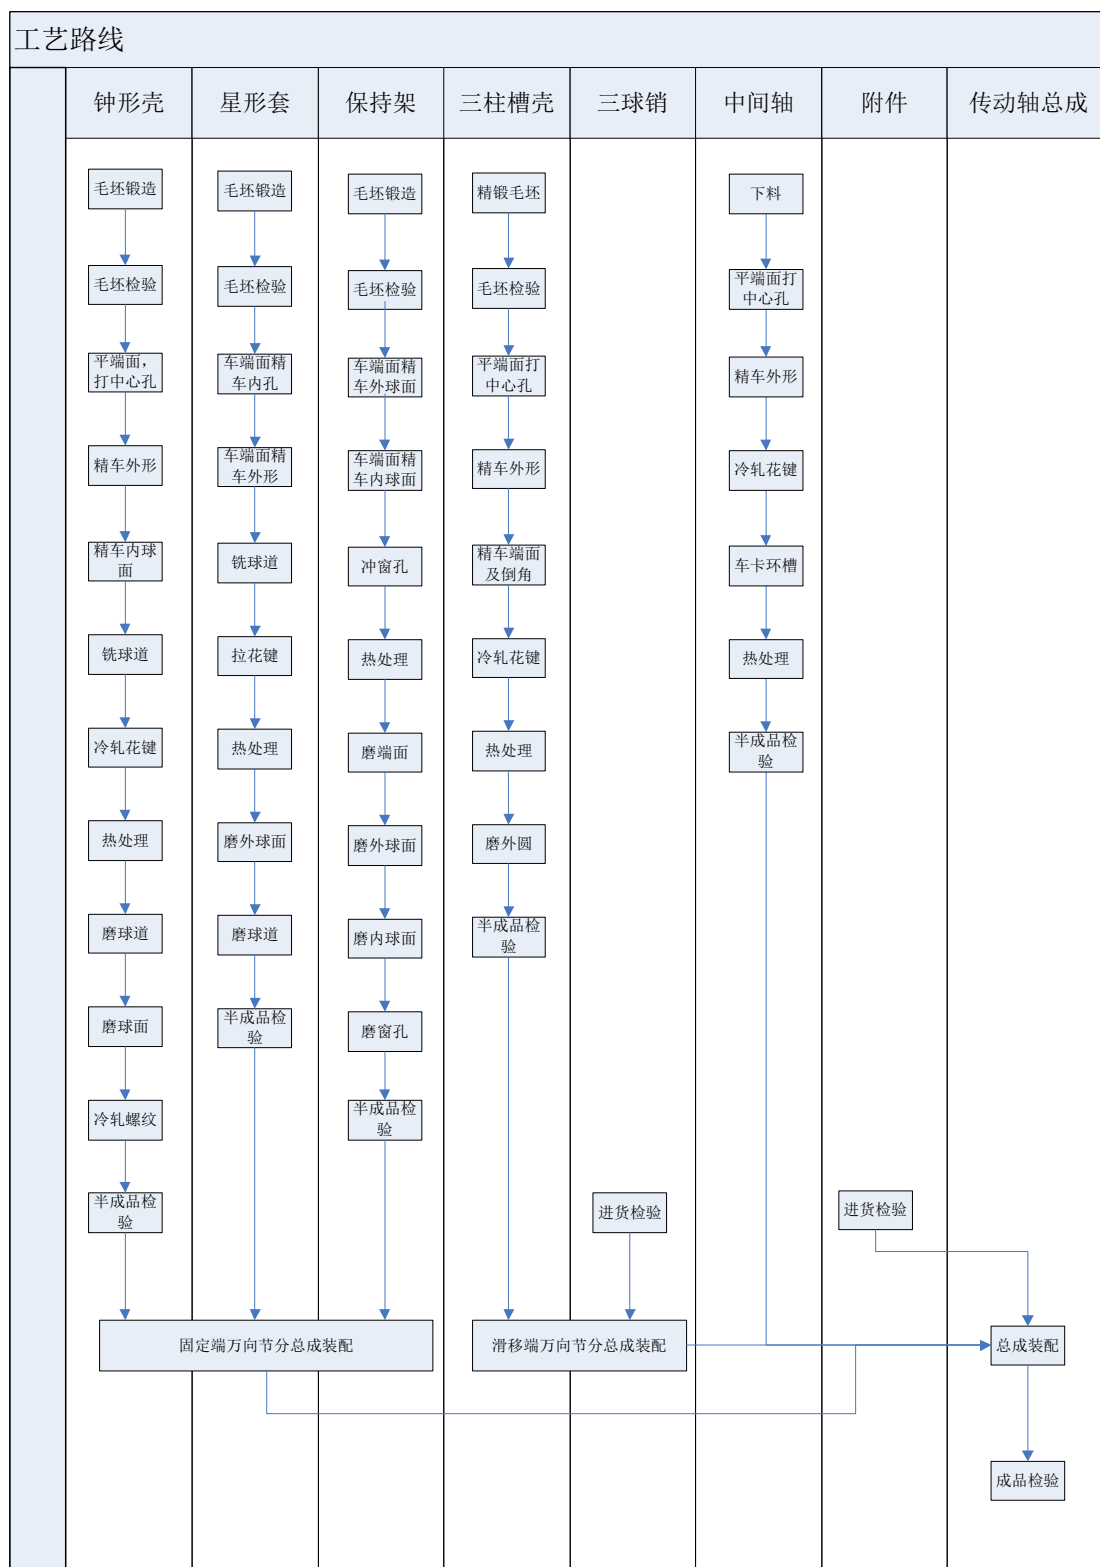 工艺路线
钟形壳
星形套
保持架
三柱槽壳
三球销
中间轴
附件
传动轴总成
毛坯锻造
毛坯检验
平端面，
打中心孔
精车外形
精车内球
面
铣球道
冷轧花键
热处理
磨球道
磨球面
冷轧螺纹
半成品检
验
毛坯锻造
毛坯检验
车端面精
车内孔
车端面精
车外形
铣球道
拉花键
热处理
磨外球面
磨球道
半成品检
验
毛坯锻造
毛坯检验
车端面精
车外球面
车端面精
车内球面
冲窗孔
热处理
磨端面
磨外球面
磨内球面
磨窗孔
半成品检
验
固定端万向节分总成装配
精锻毛坯
毛坯检验
平端面打
中心孔
精车外形
精车端面
及倒角
冷轧花键
热处理
磨外圆
半成品检
验
进货检验
滑移端万向节分总成装配
下料
平端面打
中心孔
精车外形
冷轧花键
车卡环槽
热处理
半成品检
验
进货检验
总成装配
成品检验